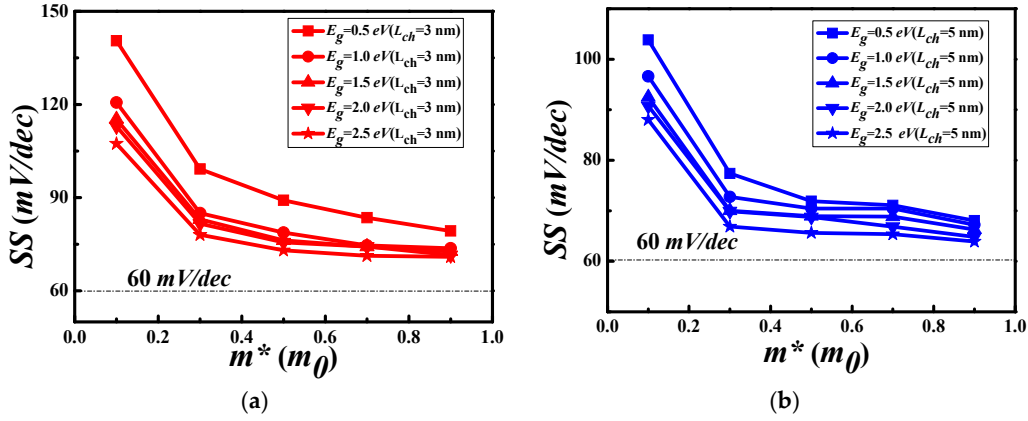 150
120
90
60
SS (mV/dec)
E_g=0.5 eV(L_ch=3 nm)
E_g=1.0 eV(L_ch=3 nm)
E_g=1.5 eV(L_ch=3 nm)
E_g=2.0 eV(L_ch=3 nm)
E_g=2.5 eV(L_ch=3 nm)
60 mV/dec
0.0 0.2 0.4 0.6 0.8 1.0
m* (m_0)
(a)
100
80
60
SS (mV/dec)
E_g=0.5 eV(L_ch=5 nm)
E_g=1.0 eV(L_ch=5 nm)
E_g=1.5 eV(L_ch=5 nm)
E_g=2.0 eV(L_ch=5 nm)
E_g=2.5 eV(L_ch=5 nm)
60 mV/dec
0.0 0.2 0.4 0.6 0.8 1.0
m* (m_0)
(b)